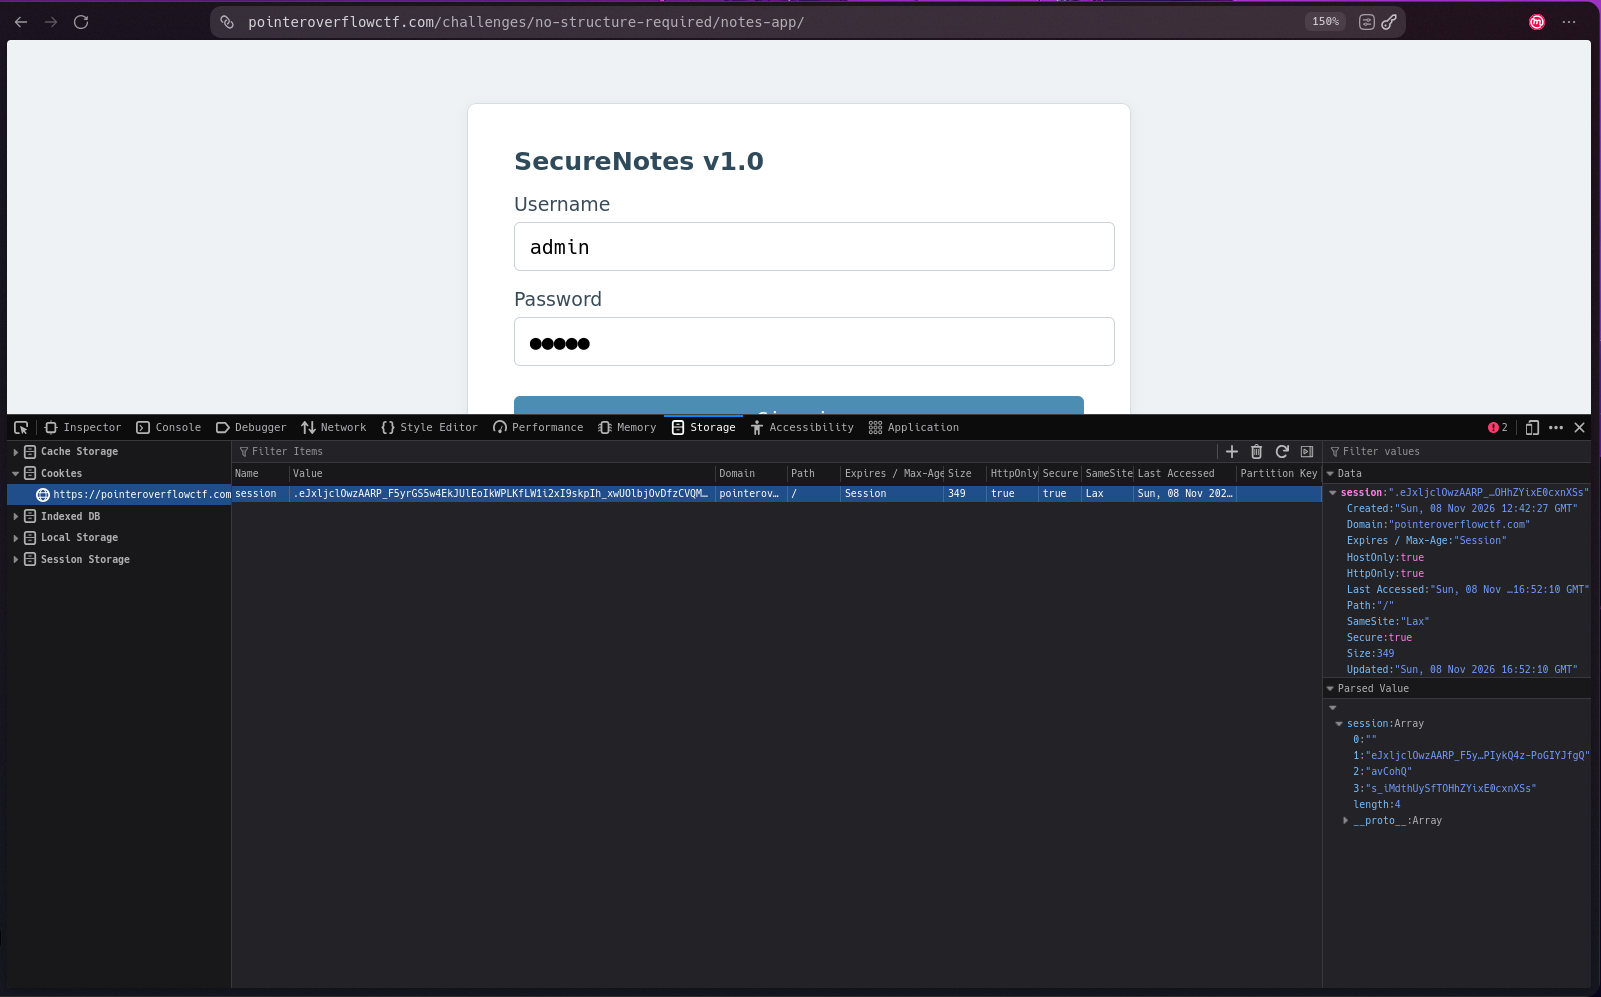 pointeroverflowctf.com/challenges/no-structure-required/notes-app/
150%
SecureNotes v1.0
Username
admin
Password
●●●●●
Inspector Console Debugger Network Style Editor Performance Memory Storage Accessibility Application 2
Cache Storage
Cookies
https://pointeroverflowctf.com
Indexed DB
Local Storage
Session Storage
Filter Items
Name Value Domain Path Expires / Max-Age Size HttpOnly Secure SameSite Last Accessed Partition Key
session .eJxljclOwzAARP_F5yrGS5w4EkJUlEoIkWPLKfLW1i2xI9skpIh_xwUOlbjOvDfzCVQM… pointerov… / Session 349 true true Lax Sun, 08 Nov 202…
Filter values
Data
session:".eJxljclOwzAARP_…OHhZYixE0cxnXSs"
Created:"Sun, 08 Nov 2026 12:42:27 GMT"
Domain:"pointeroverflowctf.com"
Expires / Max-Age:"Session"
HostOnly:true
HttpOnly:true
Last Accessed:"Sun, 08 Nov …16:52:10 GMT"
Path:"/"
SameSite:"Lax"
Secure:true
Size:349
Updated:"Sun, 08 Nov 2026 16:52:10 GMT"
Parsed Value
session:Array
0:""
1:"eJxljclOwzAARP_F5y…PIykQ4z-PoGIYJfgQ"
2:"avCohQ"
3:"s_iMdthUySfTOHhZYixE0cxnXSs"
length:4
__proto__:Array